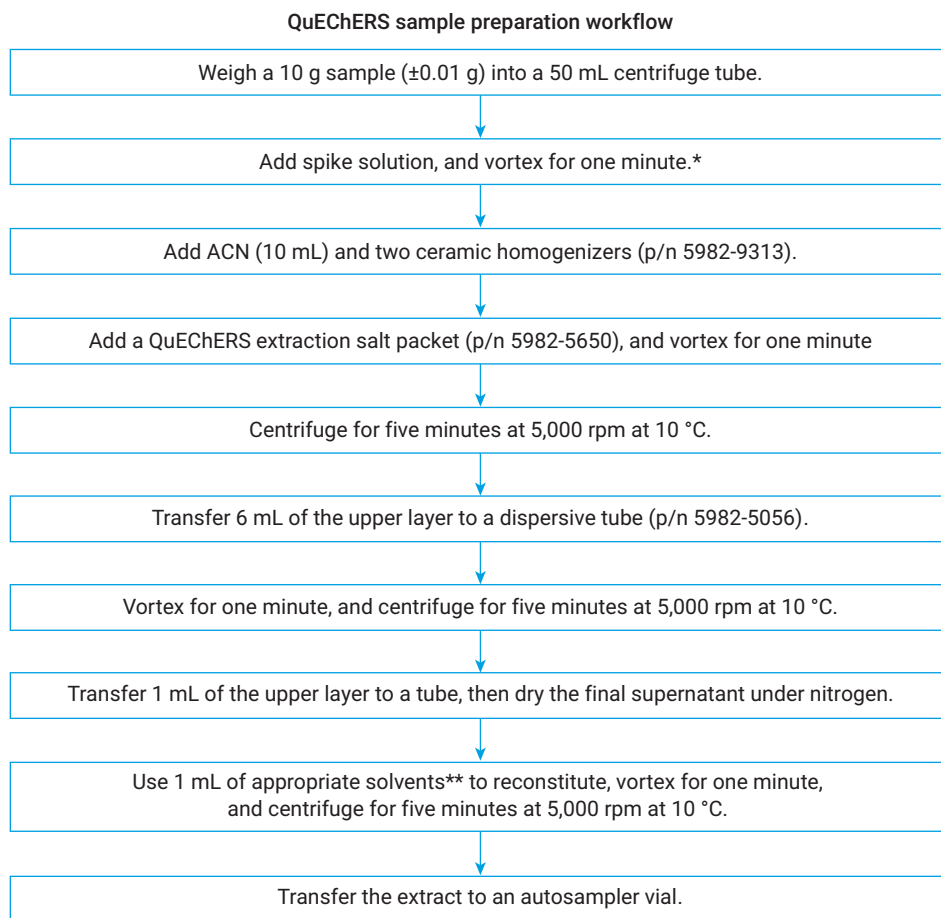 QuEChERS sample preparation workflow
Weigh a 10 g sample (±0.01 g) into a 50 mL centrifuge tube.
Add spike solution, and vortex for one minute.*
Add ACN (10 mL) and two ceramic homogenizers (p/n 5982-9313).
Add a QuEChERS extraction salt packet (p/n 5982-5650), and vortex for one minute
Centrifuge for five minutes at 5,000 rpm at 10 °C.
Transfer 6 mL of the upper layer to a dispersive tube (p/n 5982-5056).
Vortex for one minute, and centrifuge for five minutes at 5,000 rpm at 10 °C.
Transfer 1 mL of the upper layer to a tube, then dry the final supernatant under nitrogen.
Use 1 mL of appropriate solvents** to reconstitute, vortex for one minute,
and centrifuge for five minutes at 5,000 rpm at 10 °C.
Transfer the extract to an autosampler vial.